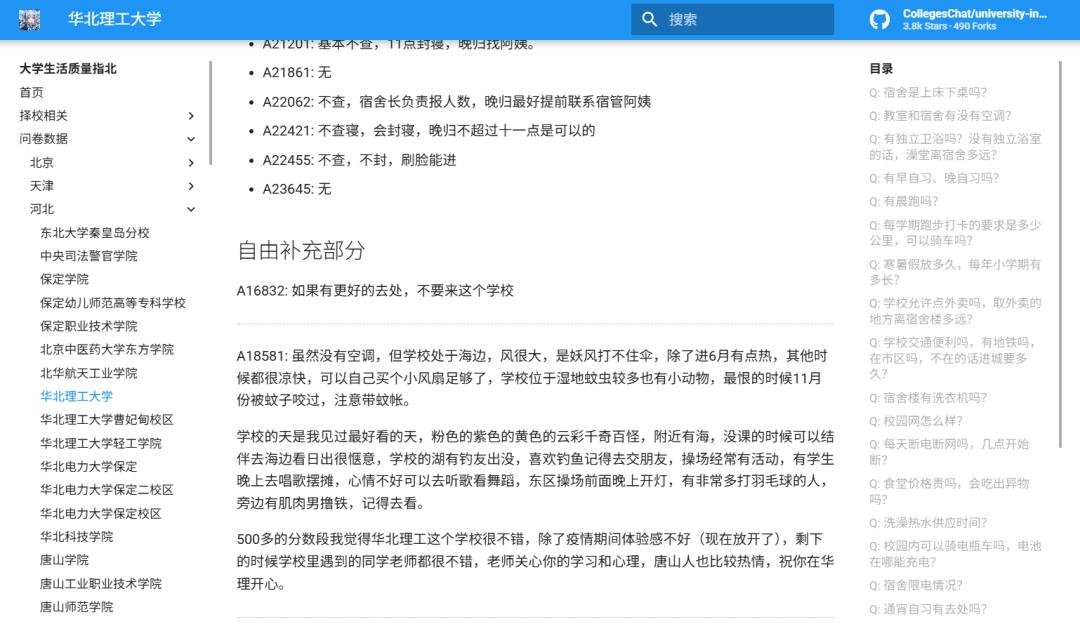 华北理工大学
搜索
CollegesChat/university-in...
3.8k Stars · 490 Forks
大学生活质量指北
首页
择校相关
问卷数据
北京
天津
河北
东北大学秦皇岛分校
中央司法警官学院
保定学院
保定幼儿师范高等专科学校
保定职业技术学院
北京中医药大学东方学院
北华航天工业学院
华北理工大学
华北理工大学曹妃甸校区
华北理工大学轻工学院
华北电力大学保定
华北电力大学保定二校区
华北电力大学保定校区
华北科技学院
唐山学院
唐山工业职业技术学院
唐山师范学院
A21201: 基本不查，11点封寝，晚归找阿姨。
A21861: 无
A22062: 不查，宿舍长负责报人数，晚归最好提前联系宿管阿姨
A22421: 不查寝，会封寝，晚归不超过十一点是可以的
A22455: 不查，不封，刷脸能进
A23645: 无
自由补充部分
A16832: 如果有更好的去处，不要来这个学校
A18581: 虽然没有空调，但学校处于海边，风很大，是妖风打不住伞，除了进6月有点热，其他时
候都很凉快，可以自己买个小风扇足够了，学校位于湿地蚊虫较多也有小动物，最恨的时候11月
份被蚊子咬过，注意带蚊帐。
学校的天是我见过最好看的天，粉色的紫色的黄色的云彩千奇百怪，附近有海，没课的时候可以结
伴去海边看日出很惬意，学校的湖有钓友出没，喜欢钓鱼记得去交朋友，操场经常有活动，有学生
晚上去唱歌摆摊，心情不好可以去听歌看舞蹈，东区操场前面晚上开灯，有非常多打羽毛球的人，
旁边有肌肉男撸铁，记得去看。
500多的分数段我觉得华北理工这个学校很不错，除了疫情期间体验感不好（现在放开了），剩下
的时候学校里遇到的同学老师都很不错，老师关心你的学习和心理，唐山人也比较热情，祝你在华
理开心。
目录
Q: 宿舍是上床下桌吗？
Q: 教室和宿舍有没有空调？
Q: 有独立卫浴吗？没有独立浴室
的话，澡堂离宿舍多远？
Q: 有早自习、晚自习吗？
Q: 有晨跑吗？
Q: 每学期跑步打卡的要求是多少
公里，可以骑车吗？
Q: 寒暑假放多久，每年小学期有
多长？
Q: 学校允许点外卖吗，取外卖的
地方离宿舍楼多远？
Q: 学校交通便利吗，有地铁吗，
在市区吗，不在的话进城要多
久？
Q: 宿舍楼有洗衣机吗？
Q: 校园网怎么样？
Q: 每天断电断网吗，几点开始
断？
Q: 食堂价格贵吗，会吃出异物
吗？
Q: 洗澡热水供应时间？
Q: 校园内可以骑电瓶车吗，电池
在哪能充电？
Q: 宿舍限电情况？
Q: 通宵自习有去处吗？